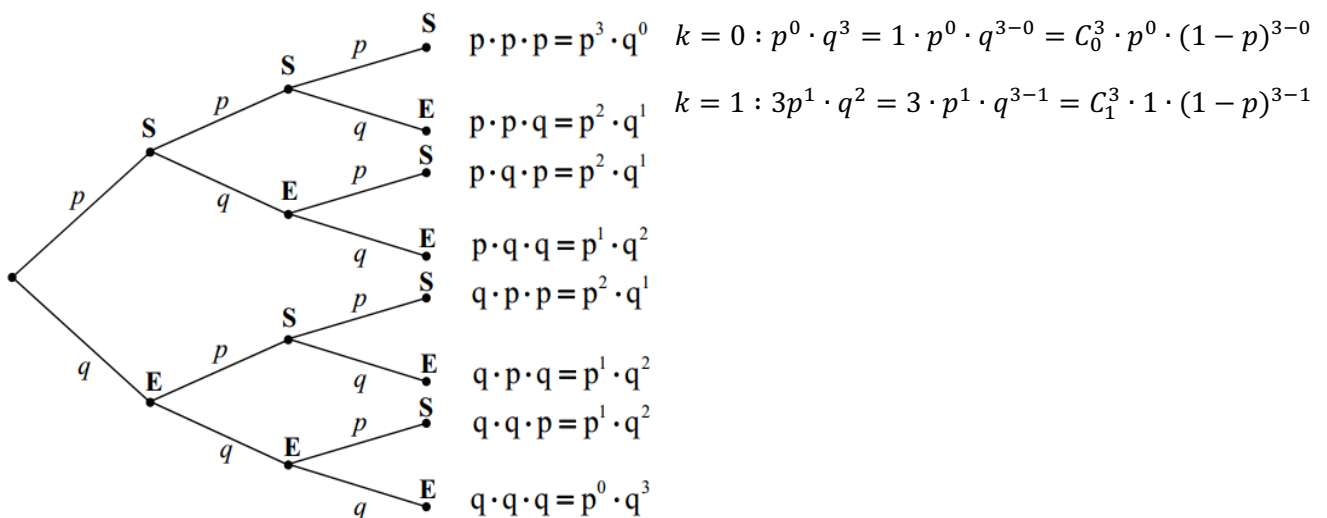 S
p
p·p·p = p³·q⁰
k = 0 : p⁰ · q³ = 1 · p⁰ · q³⁻⁰ = C₀³ · p⁰ · (1 − p)³⁻⁰
S
p
q
E
p·p·q = p²·q¹
k = 1 : 3p¹ · q² = 3 · p¹ · q³⁻¹ = C₁³ · 1 · (1 − p)³⁻¹
S
p
q
E
p
S
p·q·p = p²·q¹
q
E
p·q·q = p¹·q²
p
q
E
p
S
p
S
q·p·p = p²·q¹
q
E
q·p·q = p¹·q²
q
E
p
S
q·q·p = p¹·q²
q
E
q·q·q = p⁰·q³